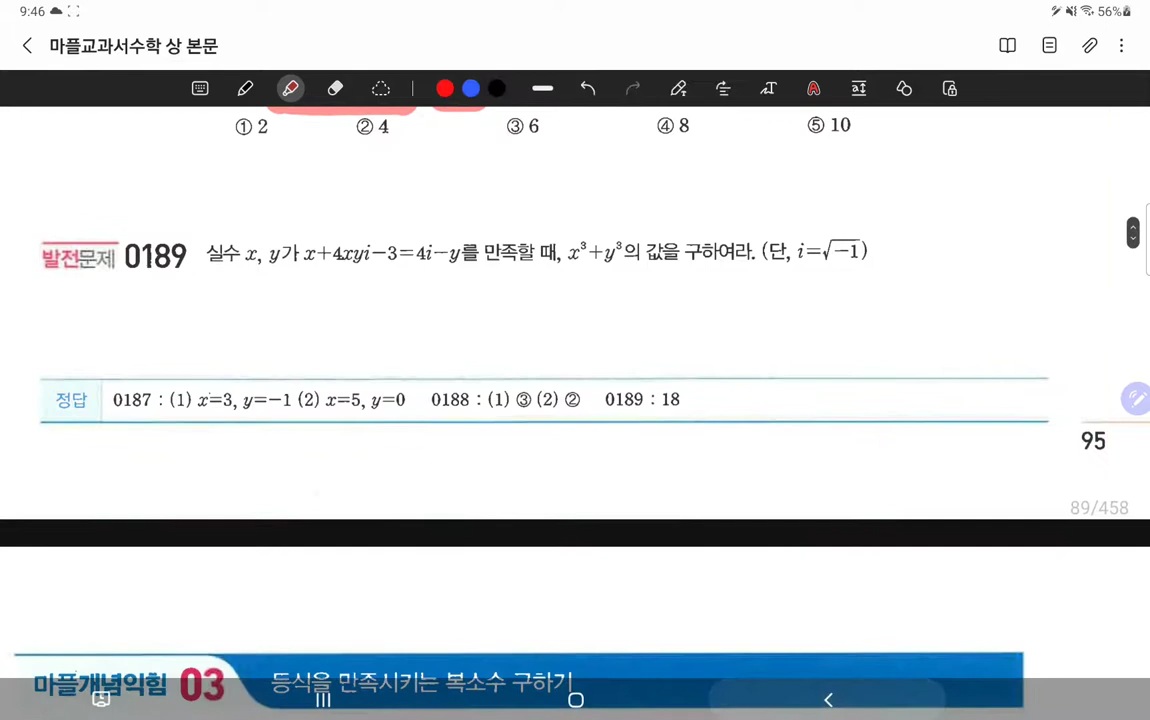 9:46
56%
마플교과서수학 상 본문
① 2 ② 4 ③ 6 ④ 8 ⑤ 10
발전문제 0189 실수 x, y가 x+4xyi−3=4i−y를 만족할 때, x³+y³의 값을 구하여라. (단, i=√−1)
정답 0187 : (1) x=3, y=−1 (2) x=5, y=0 0188 : (1) ③ (2) ② 0189 : 18
95
89/458
마플개념익힘 03 등식을 만족시키는 복소수 구하기